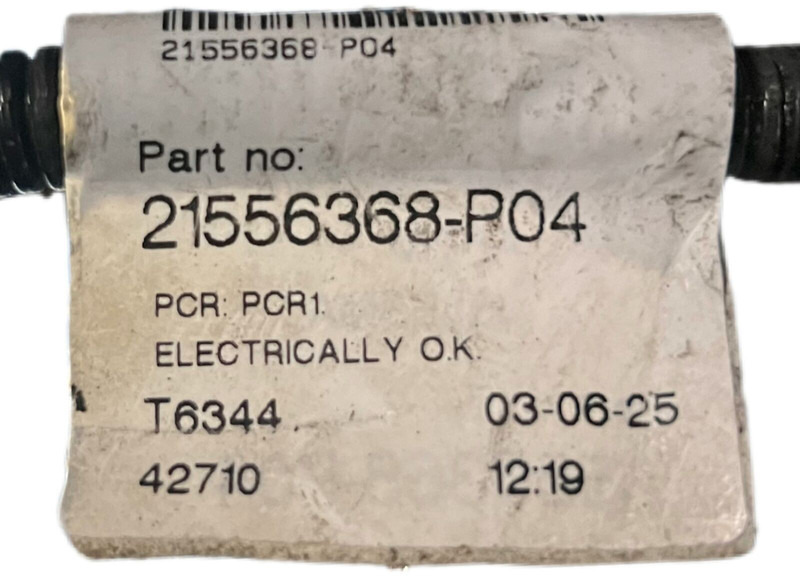 21556368-P04
Part no:
21556368-P04
PCR: PCR1.
ELECTRICALLY O.K.
T6344 03-06-25
42710 12:19